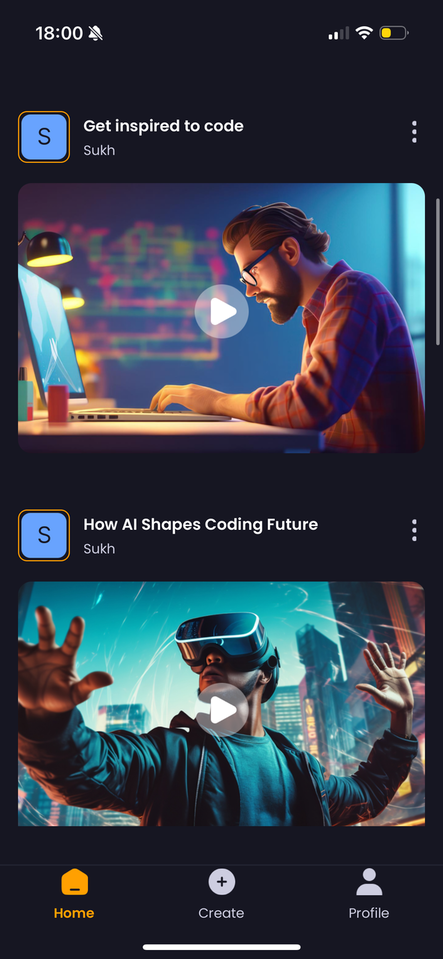 18:00
S
Get inspired to code
Sukh
S
How AI Shapes Coding Future
Sukh
Home
Create
Profile